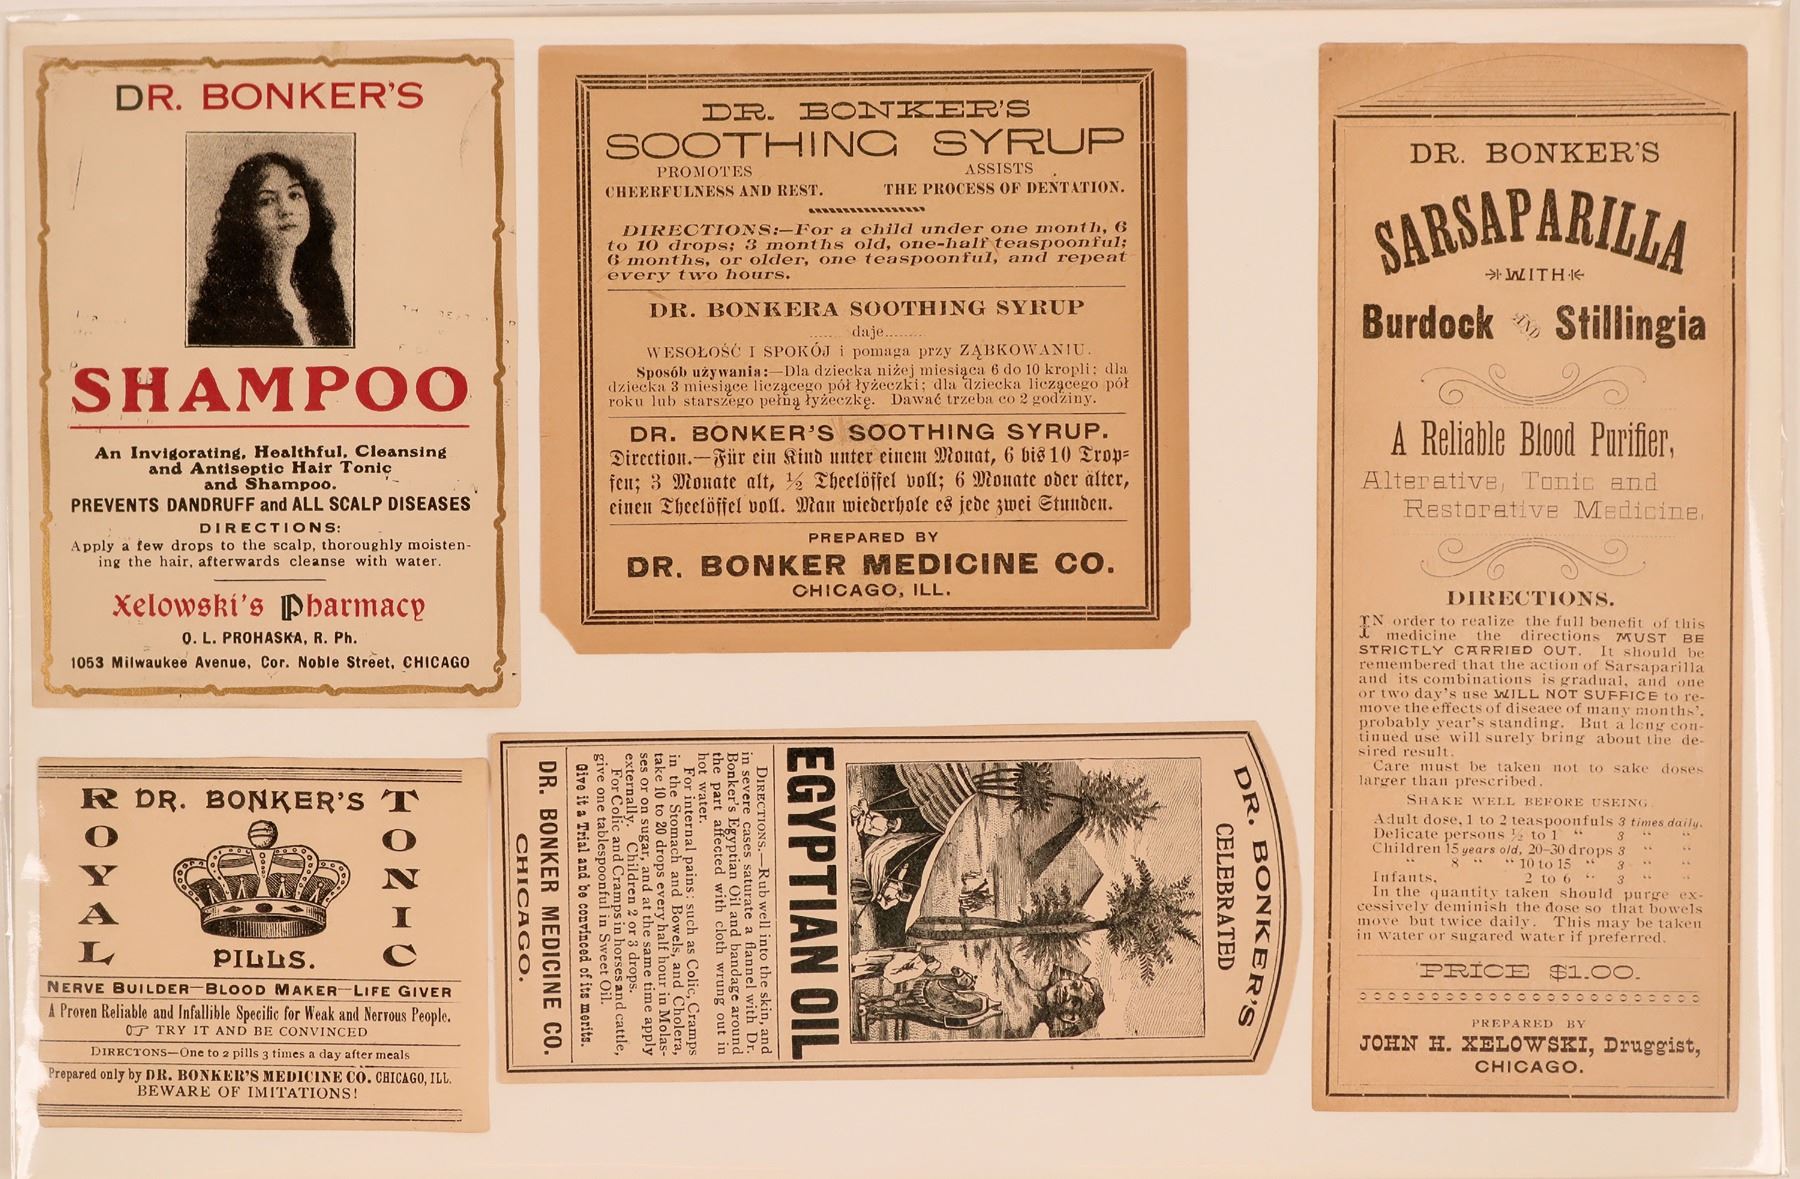 DR. BONKER'S
SHAMPOO
An Invigorating, Healthful, Cleansing
and Antiseptic Hair Tonic
and Shampoo.
PREVENTS DANDRUFF and ALL SCALP DISEASES
DIRECTIONS:
Apply a few drops to the scalp, thoroughly moisten-
ing the hair, afterwards cleanse with water.
Xelowski's Pharmacy
O. L. PROHASKA, R. Ph.
1053 Milwaukee Avenue, Cor. Noble Street, CHICAGO
DR. BONKER'S
SOOTHING SYRUP
PROMOTES
CHEERFULNESS AND REST.
ASSISTS
THE PROCESS OF DENTATION.
DIRECTIONS:—For a child under one month, 6
to 10 drops; 3 months old, one-half teaspoonful;
6 months, or older, one teaspoonful, and repeat
every two hours.
DR. BONKERA SOOTHING SYRUP
........daje........
WESOŁOŚĆ I SPOKÓJ i pomaga przy ZĄBKOWANIU.
Sposób używania:—Dla dziecka niżej miesiąca 6 do 10 kropli; dla
dziecka 3 miesiące liczącego pół łyżeczki; dla dziecka liczącego pół
roku lub starszego pełną łyżeczkę. Dawać trzeba co 2 godziny.
DR. BONKER'S SOOTHING SYRUP.
Direction.—Für ein Kind unter einem Monat, 6 bis 10 Trop=
fen; 3 Monate alt, ½ Theelöffel voll; 6 Monate oder älter,
einen Theelöffel voll. Man wiederhole es jede zwei Stunden.
PREPARED BY
DR. BONKER MEDICINE CO.
CHICAGO, ILL.
DR. BONKER'S
SARSAPARILLA
WITH
Burdock AND Stillingia
A Reliable Blood Purifier,
Alterative, Tonic and
Restorative Medicine.
DIRECTIONS.
IN order to realize the full benefit of this
medicine the directions MUST BE
STRICTLY CARRIED OUT. It should be
remembered that the action of Sarsaparilla
and its combinations is gradual, and one
or two day's use WILL NOT SUFFICE to re-
move the effects of diseaee of many months',
probably year's standing. But a long con-
tinued use will surely bring about the de-
sired result.
Care must be taken not to sake doses
larger than prescribed.
SHAKE WELL BEFORE USEING.
Adult dose, 1 to 2 teaspoonfuls 3 times daily.
Delicate persons ½ to 1 " 3 " "
Children 15 years old, 20-30 drops 3 " "
" 8 " " 10 to 15 " 3 " "
Infants, 2 to 6 " 3 " "
In the quantity taken should purge ex-
cessively deminish the dose so that bowels
move but twice daily. This may be taken
in water or sugared water if preferred.
PRICE $1.00.
PREPARED BY
JOHN H. XELOWSKI, Druggist,
CHICAGO.
ROYAL
DR. BONKER'S
TONIC
PILLS.
NERVE BUILDER—BLOOD MAKER—LIFE GIVER
A Proven Reliable and Infallible Specific for Weak and Nervous People.
☞ TRY IT AND BE CONVINCED
DIRECTONS—One to 2 pills 3 times a day after meals
Prepared only by DR. BONKER'S MEDICINE CO. CHICAGO, ILL.
BEWARE OF IMITATIONS!
DR. BONKER'S
CELEBRATED
EGYPTIAN OIL
DIRECTIONS.—Rub well into the skin, and
in severe cases saturate a flannel with Dr.
Bonker's Egyptian Oil and bandage around
the part affected with cloth wrung out in
hot water.
For internal pains; such as Colic, Cramps
in the Stomach and Bowels, and Cholera,
take 10 to 20 drops every half hour in Molas-
ses or on sugar, and at the same time apply
externally. Children 2 or 3 drops.
For Colic and Cramps in horses and cattle,
give one tablespoonful in Sweet Oil.
Give it a Trial and be convinced of its merits.
DR. BONKER MEDICINE CO.
CHICAGO.